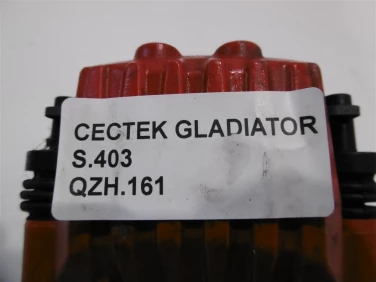 CECTEK GLADIATOR
S.403
QZH.161